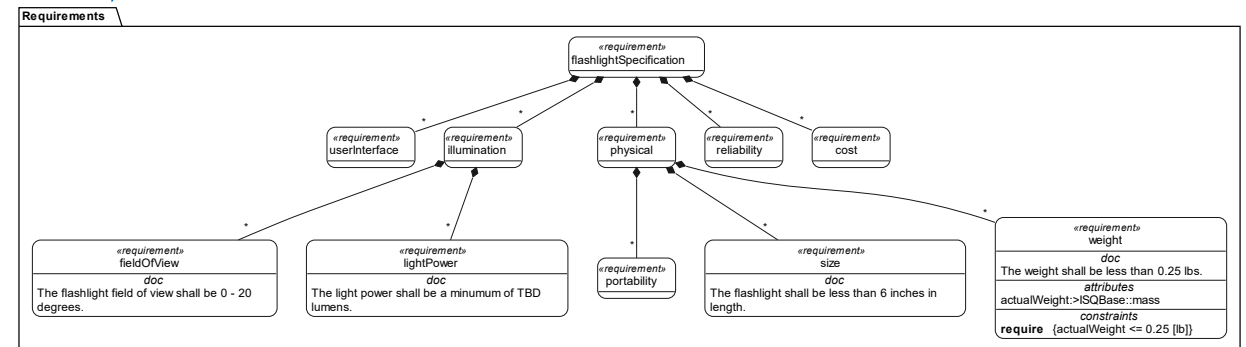 Requirements
«requirement»
flashlightSpecification
* * * * *
«requirement» «requirement» «requirement» «requirement» «requirement»
userInterface illumination physical reliability cost
* * * * *
«requirement»
fieldOfView
doc
The flashlight field of view shall be 0 - 20
degrees.
«requirement»
lightPower
doc
The light power shall be a minumum of TBD
lumens.
«requirement»
portability
«requirement»
size
doc
The flashlight shall be less than 6 inches in
length.
«requirement»
weight
doc
The weight shall be less than 0.25 lbs.
attributes
actualWeight:>ISQBase::mass
constraints
require {actualWeight <= 0.25 [lb]}